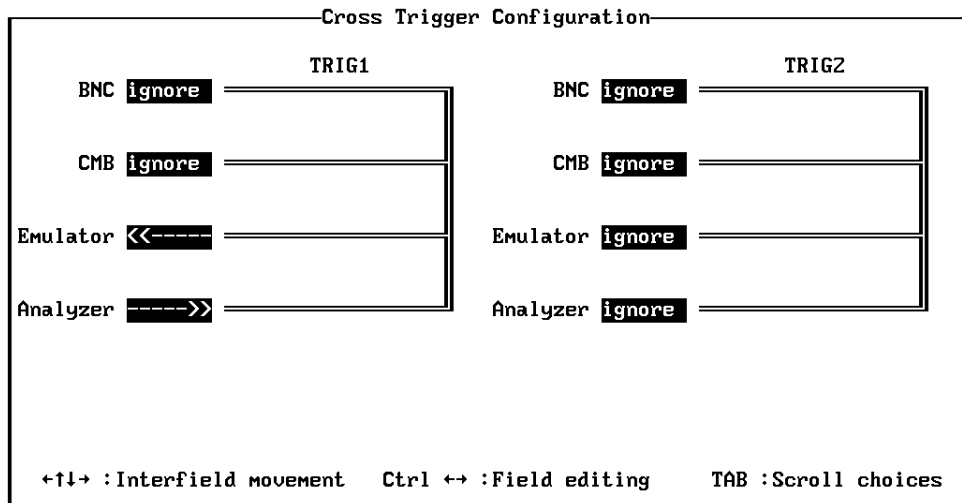 Cross Trigger Configuration
TRIG1 TRIG2
BNC ignore BNC ignore
CMB ignore CMB ignore
Emulator <<----- Emulator ignore
Analyzer ----->> Analyzer ignore
←↑↓→ :Interfield movement Ctrl ↔ :Field editing TAB :Scroll choices